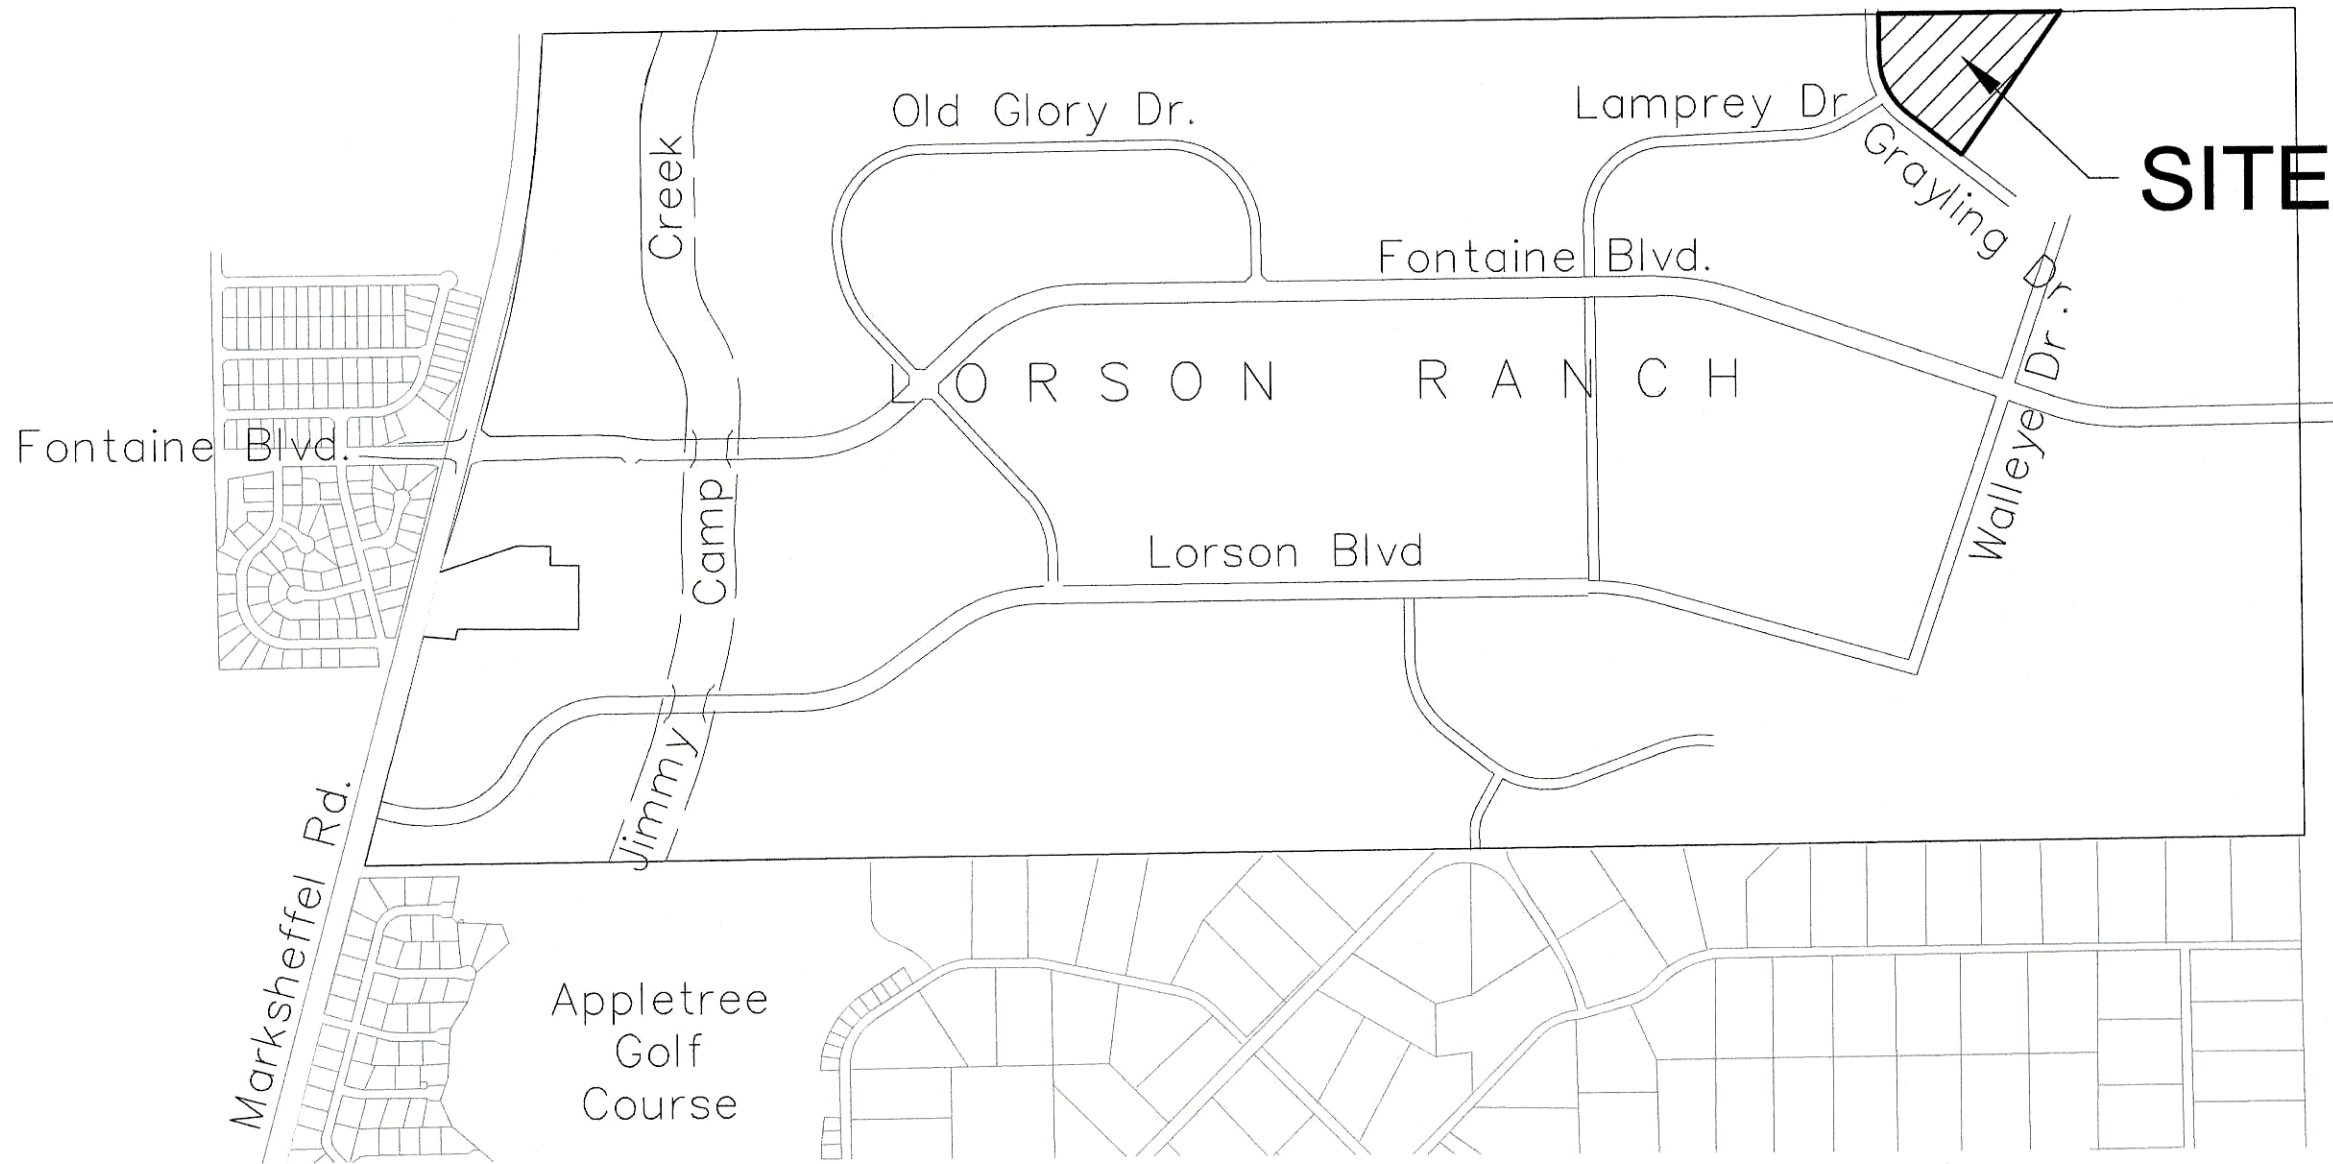 Old Glory Dr.
Lamprey Dr
SITE
Grayling Dr.
Creek
Fontaine Blvd.
LORSON RANCH
Fontaine Blvd.
Walleye Dr.
Camp
Lorson Blvd
Jimmy
Marksheffel Rd.
Appletree
Golf
Course